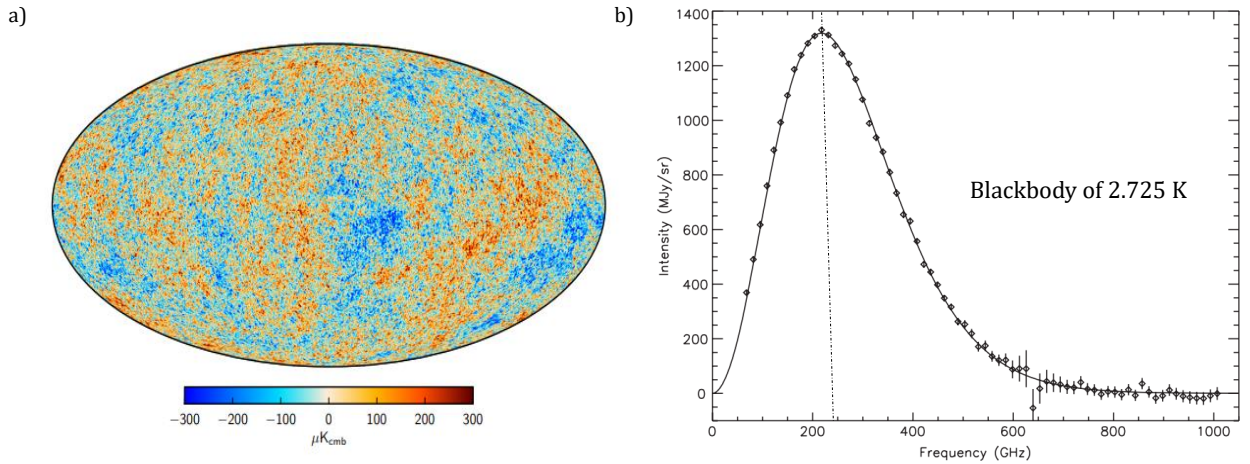 a)
−300 −200 −100 0 100 200 300
μK_cmb
b)
1400
1200
1000
800
600
400
200
0
Intensity (MJy/sr)
Blackbody of 2.725 K
0 200 400 600 800 1000
Frequency (GHz)